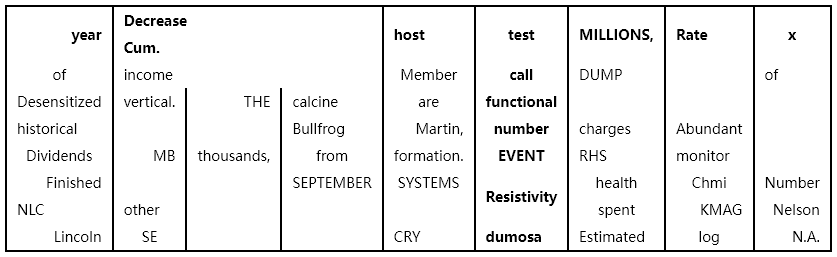 year Decrease Cum. host test MILLIONS, Rate x
of income Member call DUMP of
Desensitized vertical. THE calcine are functional
historical Bullfrog Martin, number charges Abundant
Dividends MB thousands, from formation. EVENT RHS monitor
Finished SEPTEMBER SYSTEMS Resistivity health Chmi Number
NLC other spent KMAG Nelson
Lincoln SE CRY dumosa Estimated log N.A.